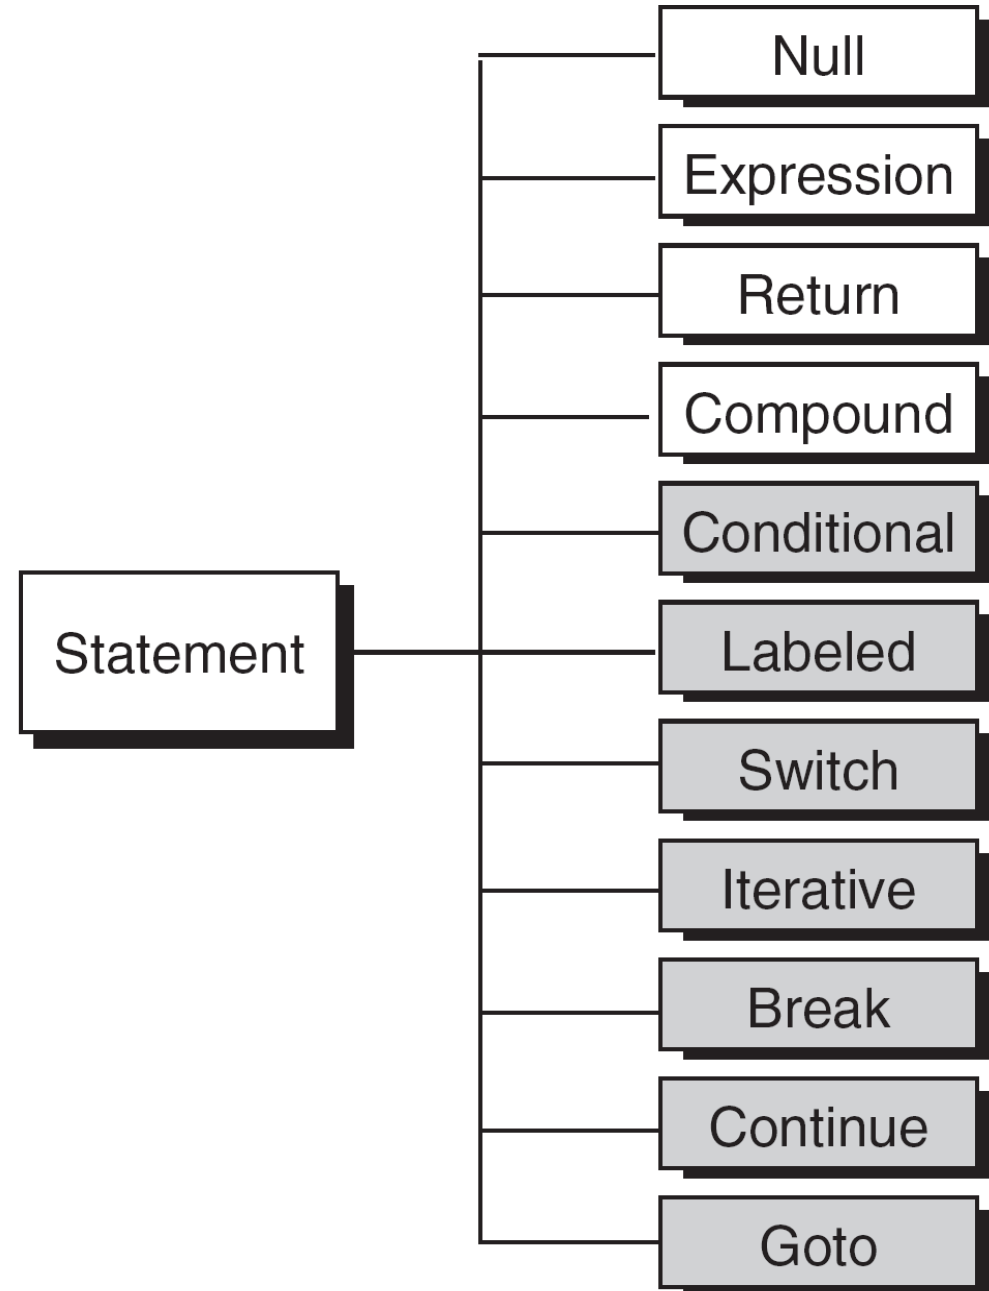 Null
Expression
Return
Compound
Conditional
Statement
Labeled
Switch
Iterative
Break
Continue
Goto